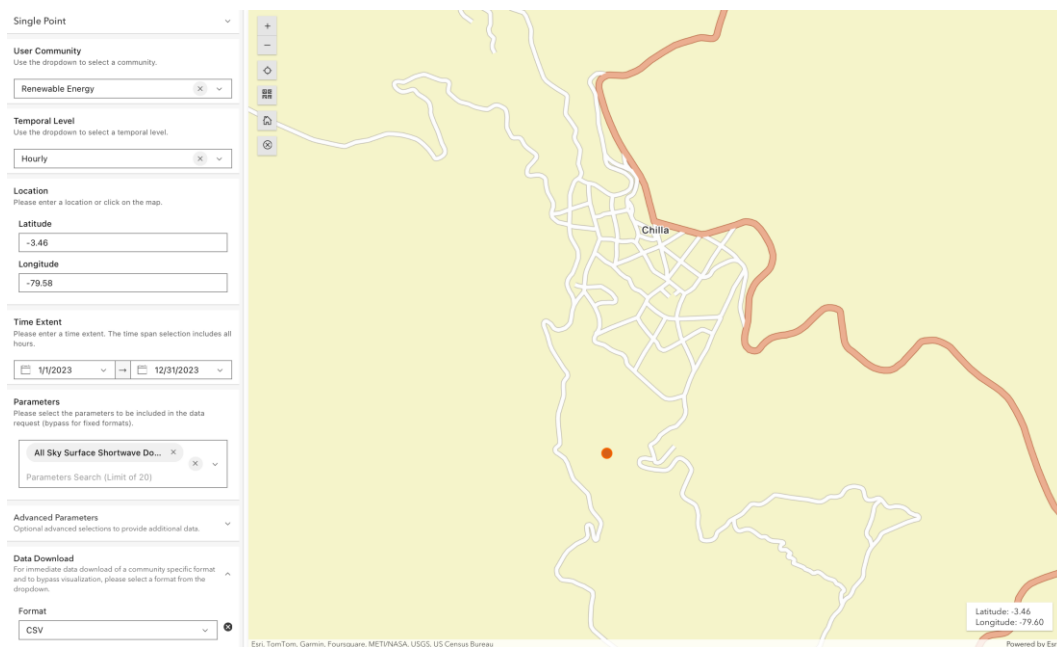 Single Point
User Community
Use the dropdown to select a community.
Renewable Energy
Temporal Level
Use the dropdown to select a temporal level.
Hourly
Location
Please enter a location or click on the map.
Latitude
-3.46
Longitude
-79.58
Time Extent
Please enter a time extent. The time span selection includes all
hours.
1/1/2023 → 12/31/2023
Parameters
Please select the parameters to be included in the data
request (bypass for fixed formats).
All Sky Surface Shortwave Do...
Parameters Search (Limit of 20)
Advanced Parameters
Optional advanced selections to provide additional data.
Data Download
For immediate data download of a community specific format
and to bypass visualization, please select a format from the
dropdown.
Format
CSV
Chilla
Latitude: -3.46
Longitude: -79.60
Esri, TomTom, Garmin, Foursquare, METI/NASA, USGS, US Census Bureau
Powered by Esri